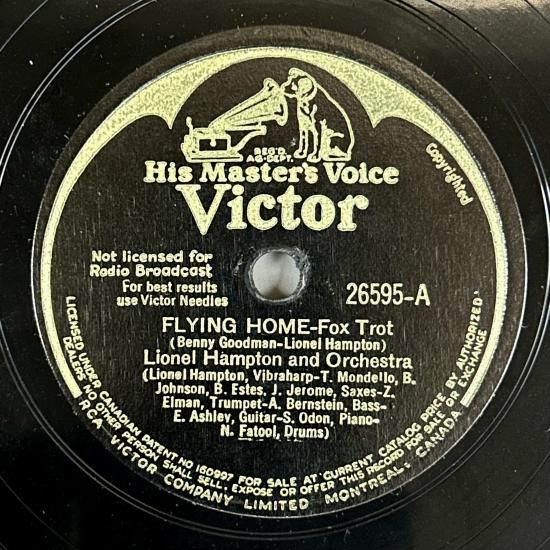 REG'D.
AG-DEPT.
His Master's Voice
Victor
Copyrighted
Not licensed for
Radio Broadcast
For best results
use Victor Needles
26595-A
FLYING HOME-Fox Trot
(Benny Goodman-Lionel Hampton)
Lionel Hampton and Orchestra
(Lionel Hampton, Vibraharp-T. Mondello, B.
Johnson, B. Estes, J. Jerome, Saxes-Z.
Elman, Trumpet-A. Bernstein, Bass-
E. Ashley, Guitar-S. Odon, Piano-
N. Fatool, Drums)
LICENSED UNDER CANADIAN PATENT NO 160997 FOR SALE AT CURRENT CATALOG PRICE BY AUTHORIZED
DEALERS NO OTHER PERSON SHALL SELL, EXPOSE OR OFFER THIS RECORD FOR SALE OR EXCHANGE
RCA VICTOR COMPANY LIMITED MONTREAL, CANADA